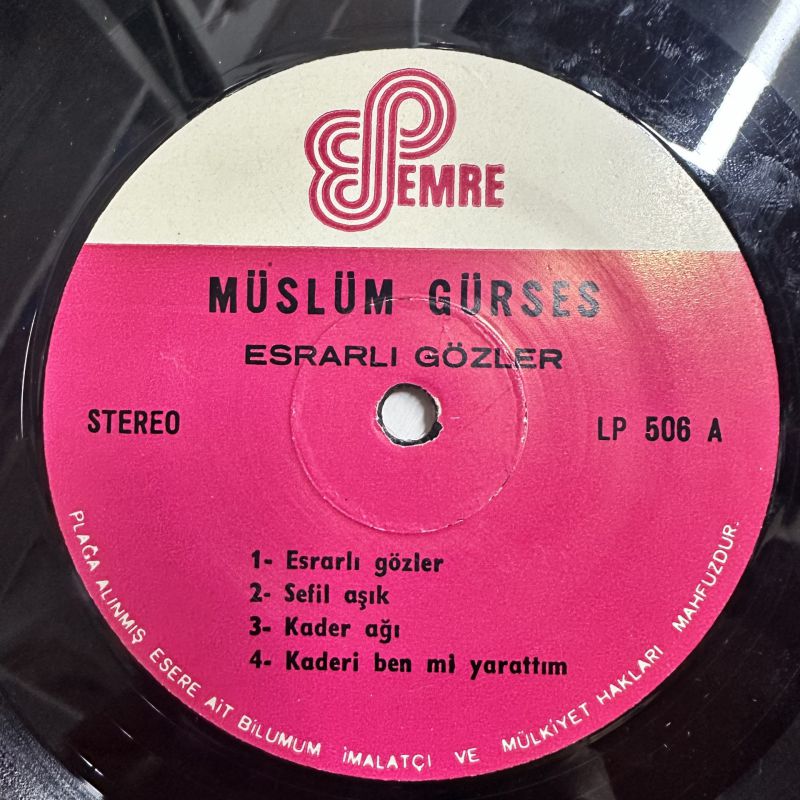 EMRE
MÜSLÜM GÜRSES
ESRARLI GÖZLER
STEREO
LP 506 A
1- Esrarlı gözler
2- Sefil aşık
3- Kader ağı
4- Kaderi ben mi yarattım
PLAĞA ALINMIŞ ESERE AİT BİLUMUM İMALATÇI VE MÜLKİYET HAKLARI MAHFUZDUR.